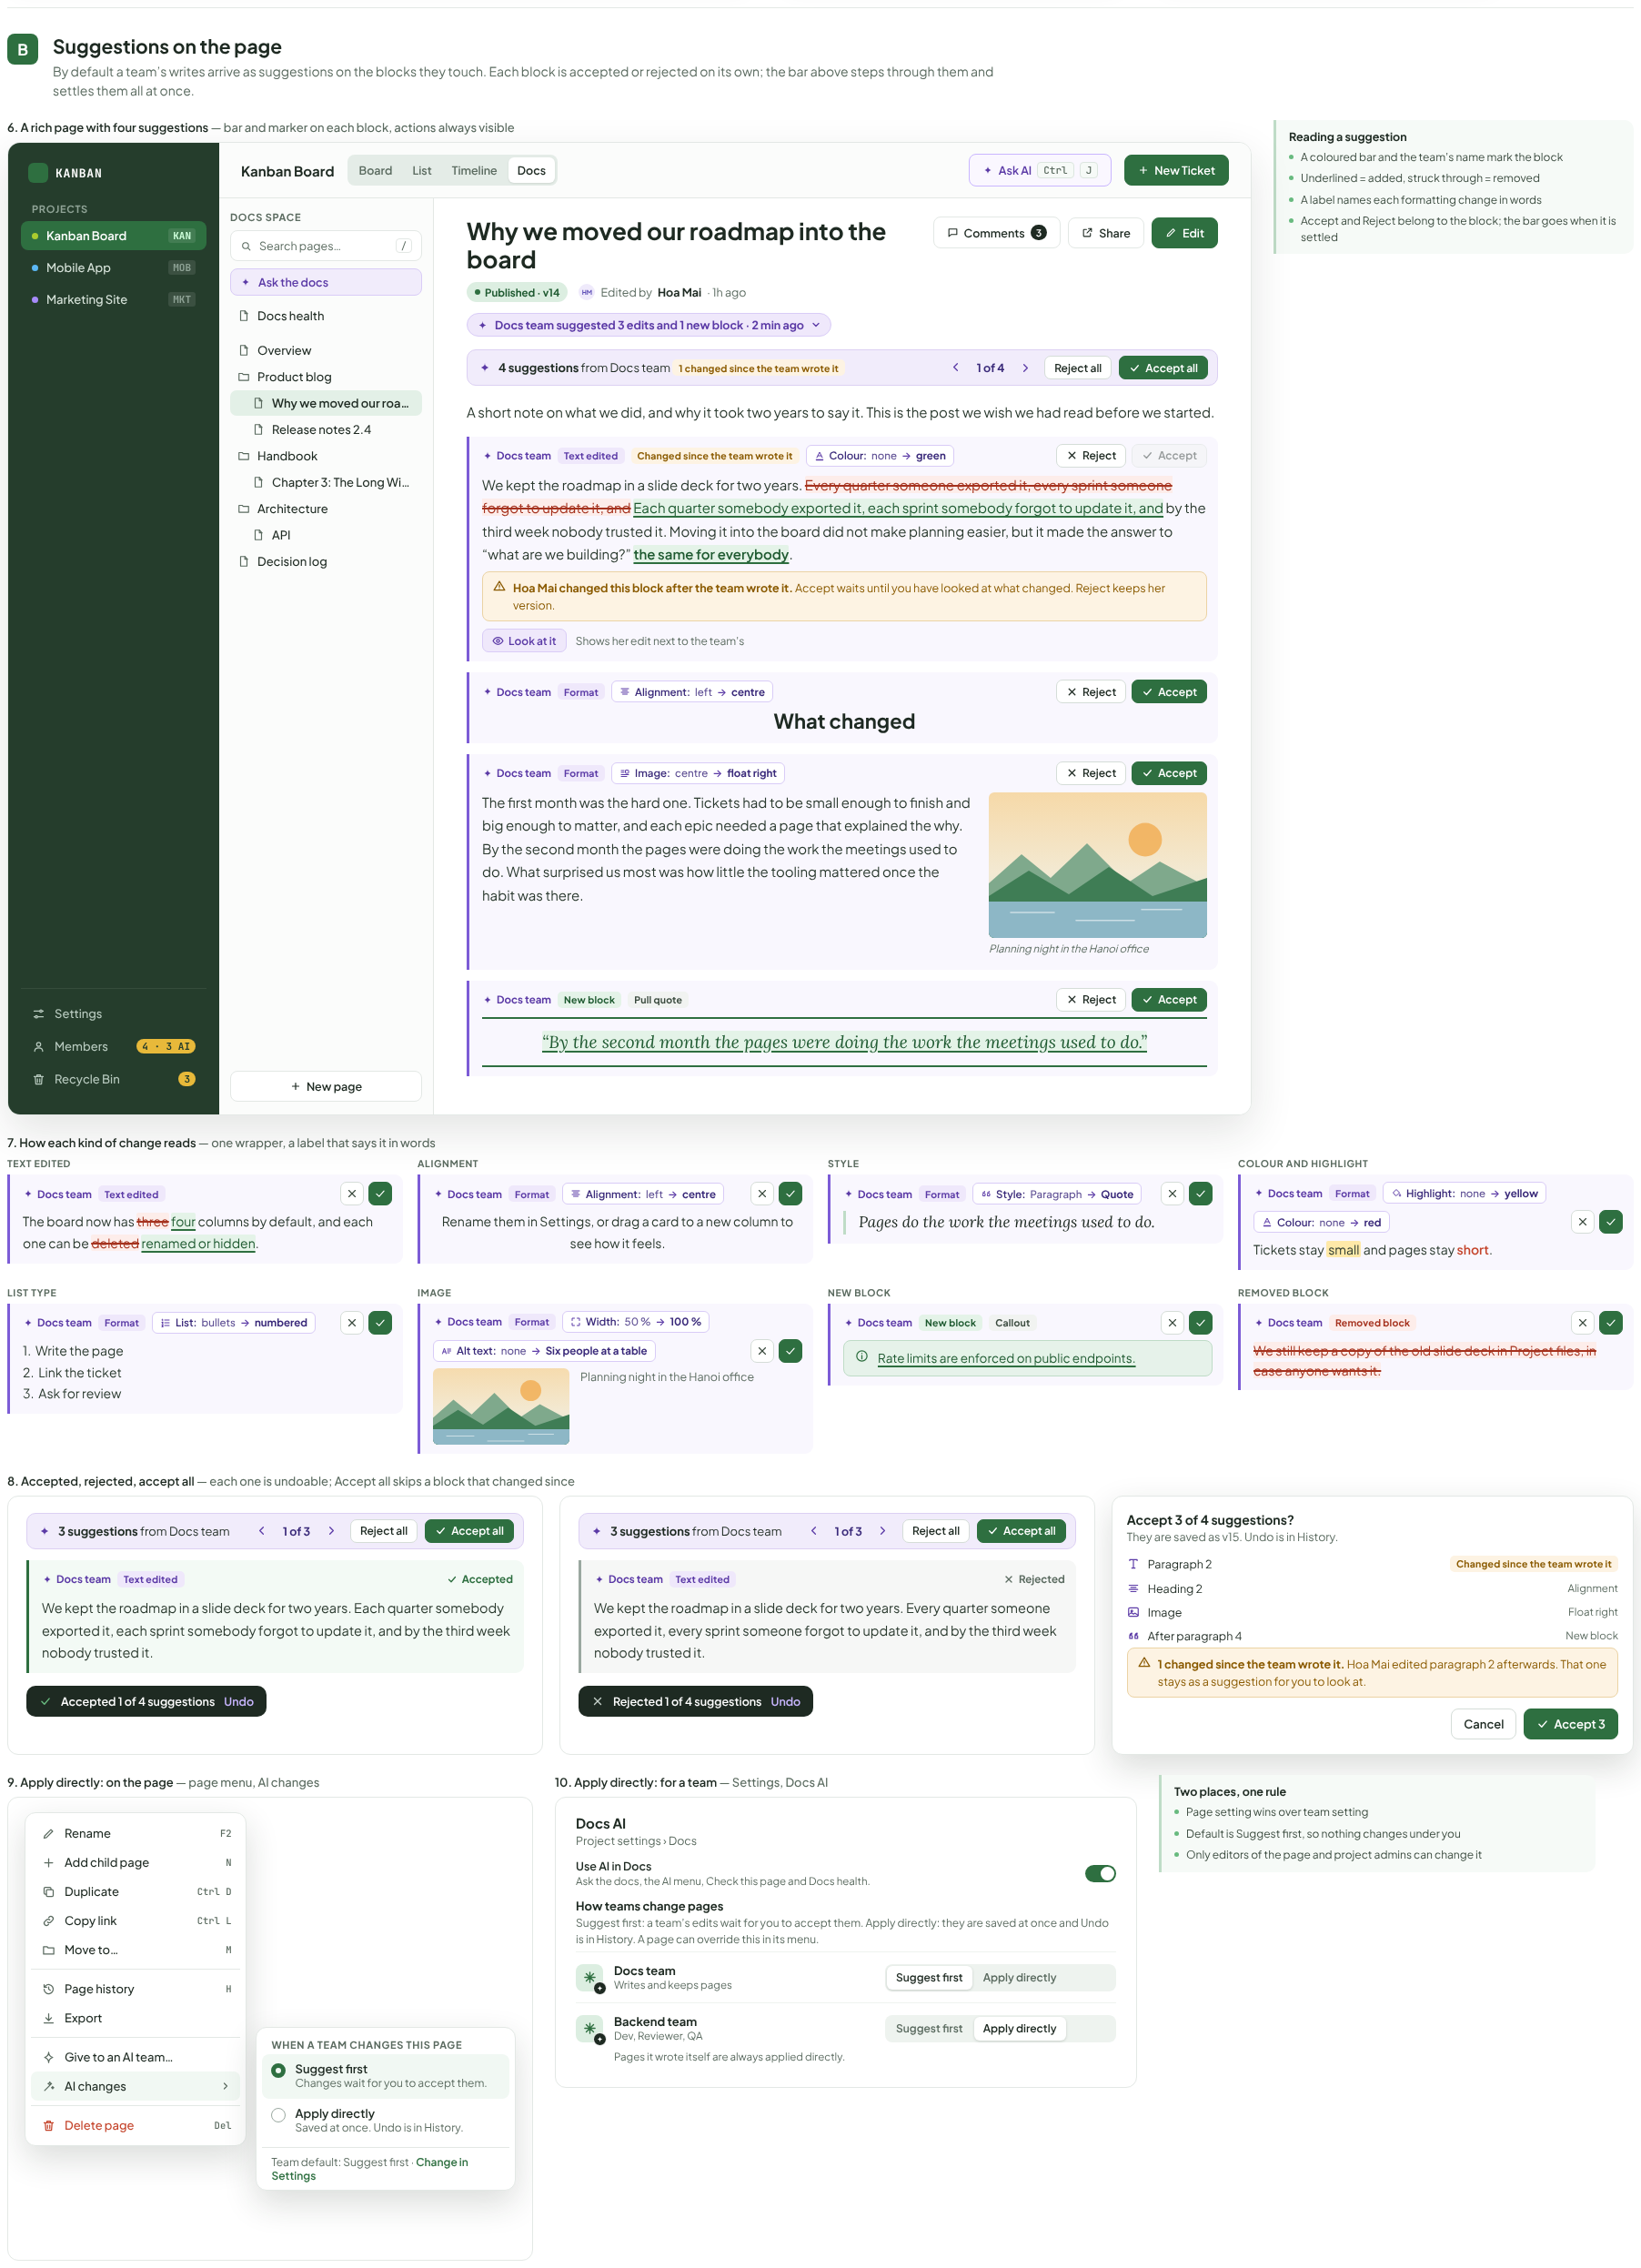 B
Suggestions on the page
By default a team's writes arrive as suggestions on the blocks they touch. Each block is accepted or rejected on its own; the bar above steps through them and
settles them all at once.
6. A rich page with four suggestions — bar and marker on each block, actions always visible
KANBAN
PROJECTS
Kanban Board KAN
Mobile App MOB
Marketing Site MKT
Settings
Members 4 · 3 AI
Recycle Bin 3
Kanban Board
Board List Timeline Docs
Ask AI Ctrl J
+ New Ticket
DOCS SPACE
Search pages... /
Ask the docs
Docs health
Overview
Product blog
Why we moved our roa...
Release notes 2.4
Handbook
Chapter 3: The Long Wi...
Architecture
API
Decision log
+ New page
Why we moved our roadmap into the
board
Comments 3 Share Edit
Published · v14 HM Edited by Hoa Mai · 1h ago
Docs team suggested 3 edits and 1 new block · 2 min ago
4 suggestions from Docs team 1 changed since the team wrote it 1 of 4 Reject all Accept all
A short note on what we did, and why it took two years to say it. This is the post we wish we had read before we started.
Docs team Text edited Changed since the team wrote it Colour: none → green Reject Accept
We kept the roadmap in a slide deck for two years. Every quarter someone exported it, every sprint someone
forgot to update it, and Each quarter somebody exported it, each sprint somebody forgot to update it, and by the
third week nobody trusted it. Moving it into the board did not make planning easier, but it made the answer to
“what are we building?” the same for everybody.
Hoa Mai changed this block after the team wrote it. Accept waits until you have looked at what changed. Reject keeps her
version.
Look at it Shows her edit next to the team's
Docs team Format Alignment: left → centre Reject Accept
What changed
Docs team Format Image: centre → float right Reject Accept
The first month was the hard one. Tickets had to be small enough to finish and
big enough to matter, and each epic needed a page that explained the why.
By the second month the pages were doing the work the meetings used to
do. What surprised us most was how little the tooling mattered once the
habit was there.
Planning night in the Hanoi office
Docs team New block Pull quote Reject Accept
“By the second month the pages were doing the work the meetings used to do.”
Reading a suggestion
A coloured bar and the team's name mark the block
Underlined = added, struck through = removed
A label names each formatting change in words
Accept and Reject belong to the block; the bar goes when it is
settled
7. How each kind of change reads — one wrapper, a label that says it in words
TEXT EDITED
Docs team Text edited
The board now has three four columns by default, and each
one can be deleted renamed or hidden.
ALIGNMENT
Docs team Format Alignment: left → centre
Rename them in Settings, or drag a card to a new column to
see how it feels.
STYLE
Docs team Format Style: Paragraph → Quote
Pages do the work the meetings used to do.
COLOUR AND HIGHLIGHT
Docs team Format Highlight: none → yellow
Colour: none → red
Tickets stay small and pages stay short.
LIST TYPE
Docs team Format List: bullets → numbered
1. Write the page
2. Link the ticket
3. Ask for review
IMAGE
Docs team Format Width: 50 % → 100 %
Alt text: none → Six people at a table
Planning night in the Hanoi office
NEW BLOCK
Docs team New block Callout
Rate limits are enforced on public endpoints.
REMOVED BLOCK
Docs team Removed block
We still keep a copy of the old slide deck in Project files, in
case anyone wants it.
8. Accepted, rejected, accept all — each one is undoable; Accept all skips a block that changed since
3 suggestions from Docs team 1 of 3 Reject all Accept all
Docs team Text edited Accepted
We kept the roadmap in a slide deck for two years. Each quarter somebody
exported it, each sprint somebody forgot to update it, and by the third week
nobody trusted it.
Accepted 1 of 4 suggestions Undo
3 suggestions from Docs team 1 of 3 Reject all Accept all
Docs team Text edited Rejected
We kept the roadmap in a slide deck for two years. Every quarter someone
exported it, every sprint someone forgot to update it, and by the third week
nobody trusted it.
Rejected 1 of 4 suggestions Undo
Accept 3 of 4 suggestions?
They are saved as v15. Undo is in History.
Paragraph 2 Changed since the team wrote it
Heading 2 Alignment
Image Float right
After paragraph 4 New block
1 changed since the team wrote it. Hoa Mai edited paragraph 2 afterwards. That one
stays as a suggestion for you to look at.
Cancel Accept 3
9. Apply directly: on the page — page menu, AI changes
Rename F2
Add child page N
Duplicate Ctrl D
Copy link Ctrl L
Move to... M
Page history H
Export
Give to an AI team...
AI changes
Delete page Del
WHEN A TEAM CHANGES THIS PAGE
Suggest first
Changes wait for you to accept them.
Apply directly
Saved at once. Undo is in History.
Team default: Suggest first · Change in
Settings
10. Apply directly: for a team — Settings, Docs AI
Docs AI
Project settings › Docs
Use AI in Docs
Ask the docs, the AI menu, Check this page and Docs health.
How teams change pages
Suggest first: a team's edits wait for you to accept them. Apply directly: they are saved at once and Undo
is in History. A page can override this in its menu.
Docs team Suggest first Apply directly
Writes and keeps pages
Backend team Suggest first Apply directly
Dev, Reviewer, QA
Pages it wrote itself are always applied directly.
Two places, one rule
Page setting wins over team setting
Default is Suggest first, so nothing changes under you
Only editors of the page and project admins can change it